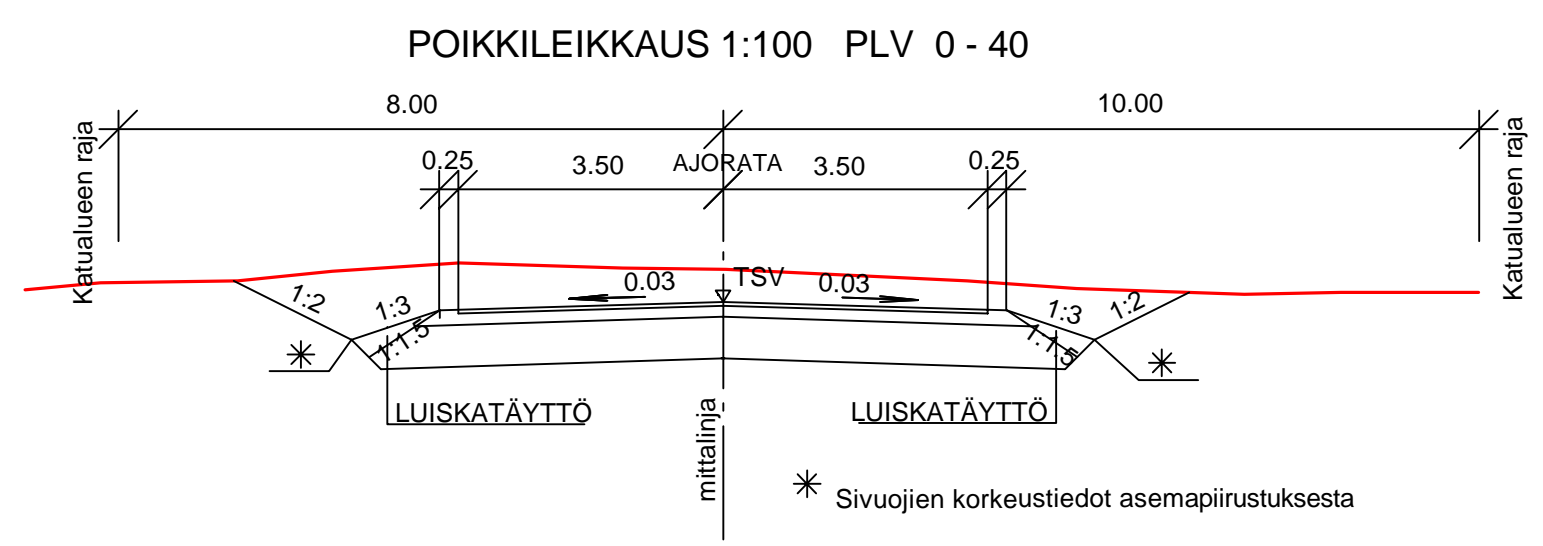 POIKKILEIKKAUS 1:100 PLV 0 - 40
8.00
10.00
Katualueen raja
Katualueen raja
0.25
3.50
AJORATA
3.50
0.25
0.03
TSV
0.03
1:2
1:3
1:1.5
1:3
1:2
1:1.5
LUISKATÄYTTÖ
LUISKATÄYTTÖ
mittalinja
Sivuojien korkeustiedot asemapiirustuksesta